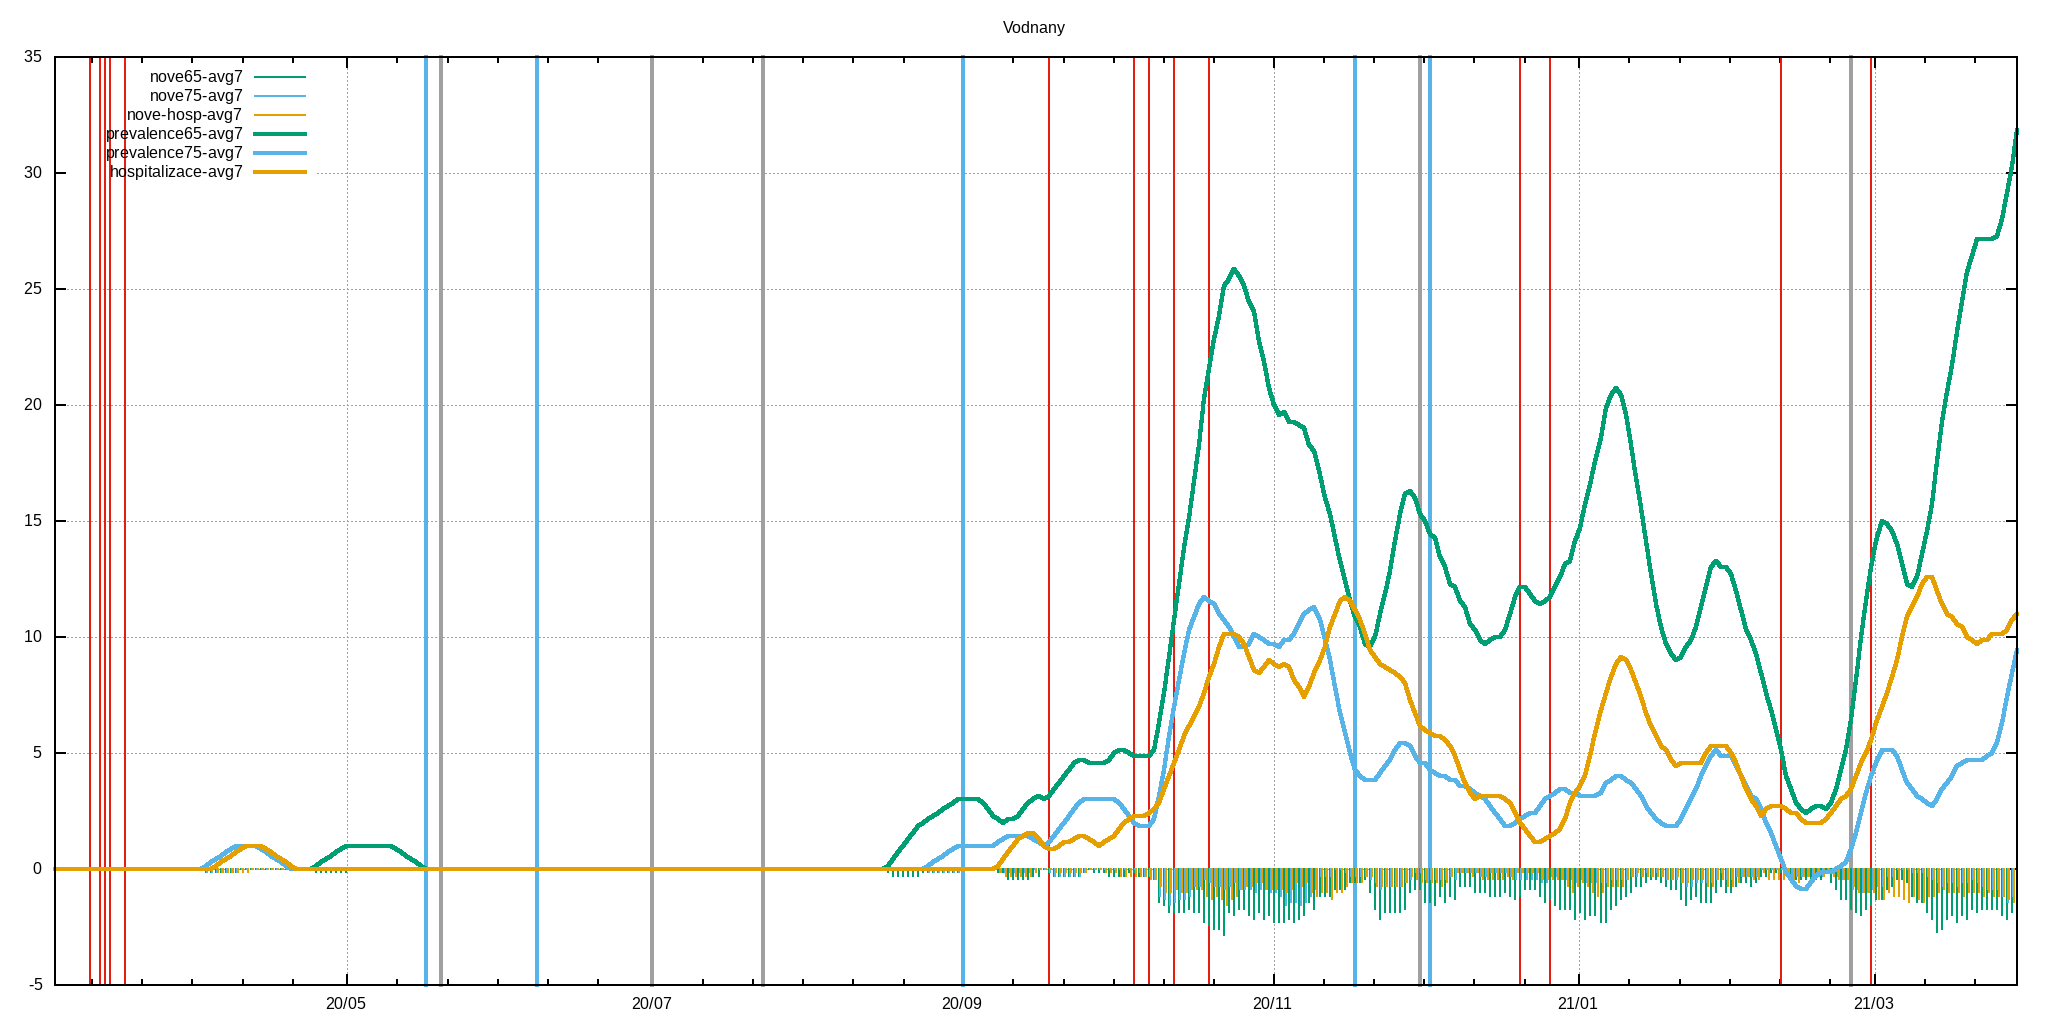 Vodnany
35
nove65-avg7
nove75-avg7
nove-hosp-avg7
prevalence65-avg7
prevalence75-avg7
hospitalizace-avg7
30
25
20
15
10
5
0
-5
20/05
20/07
20/09
20/11
21/01
21/03